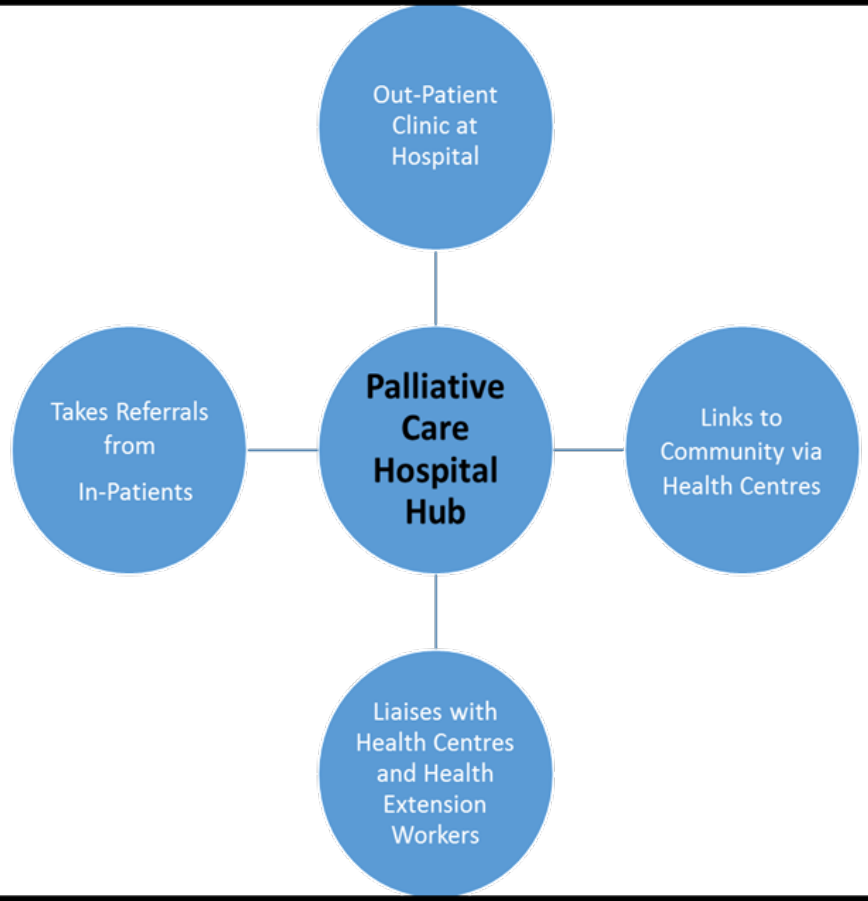 Out-Patient
Clinic at
Hospital
Takes Referrals
from
In-Patients
Palliative
Care
Hospital
Hub
Links to
Community via
Health Centres
Liaises with
Health Centres
and Health
Extension
Workers